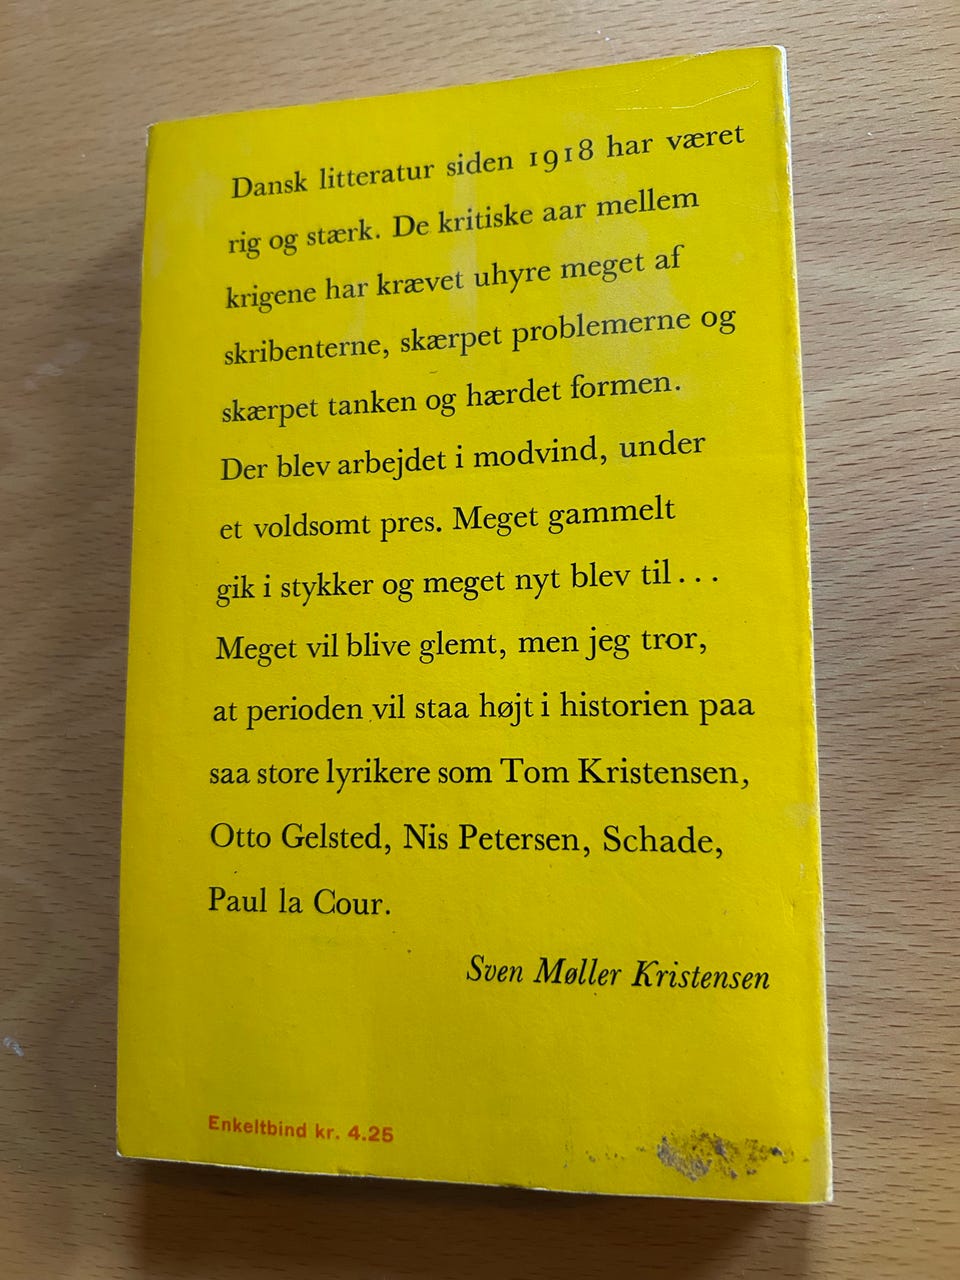 Dansk litteratur siden 1918 har været
rig og stærk. De kritiske aar mellem
krigene har krævet uhyre meget af
skribenterne, skærpet problemerne og
skærpet tanken og hærdet formen.
Der blev arbejdet i modvind, under
et voldsomt pres. Meget gammelt
gik i stykker og meget nyt blev til...
Meget vil blive glemt, men jeg tror,
at perioden vil staa højt i historien paa
saa store lyrikere som Tom Kristensen,
Otto Gelsted, Nis Petersen, Schade,
Paul la Cour.
Sven Møller Kristensen
Enkeltbind kr. 4.25